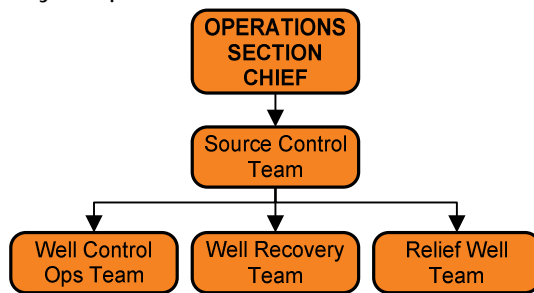 OPERATIONS
SECTION
CHIEF
Source Control
Team
Well Control
Ops Team
Well Recovery
Team
Relief Well
Team